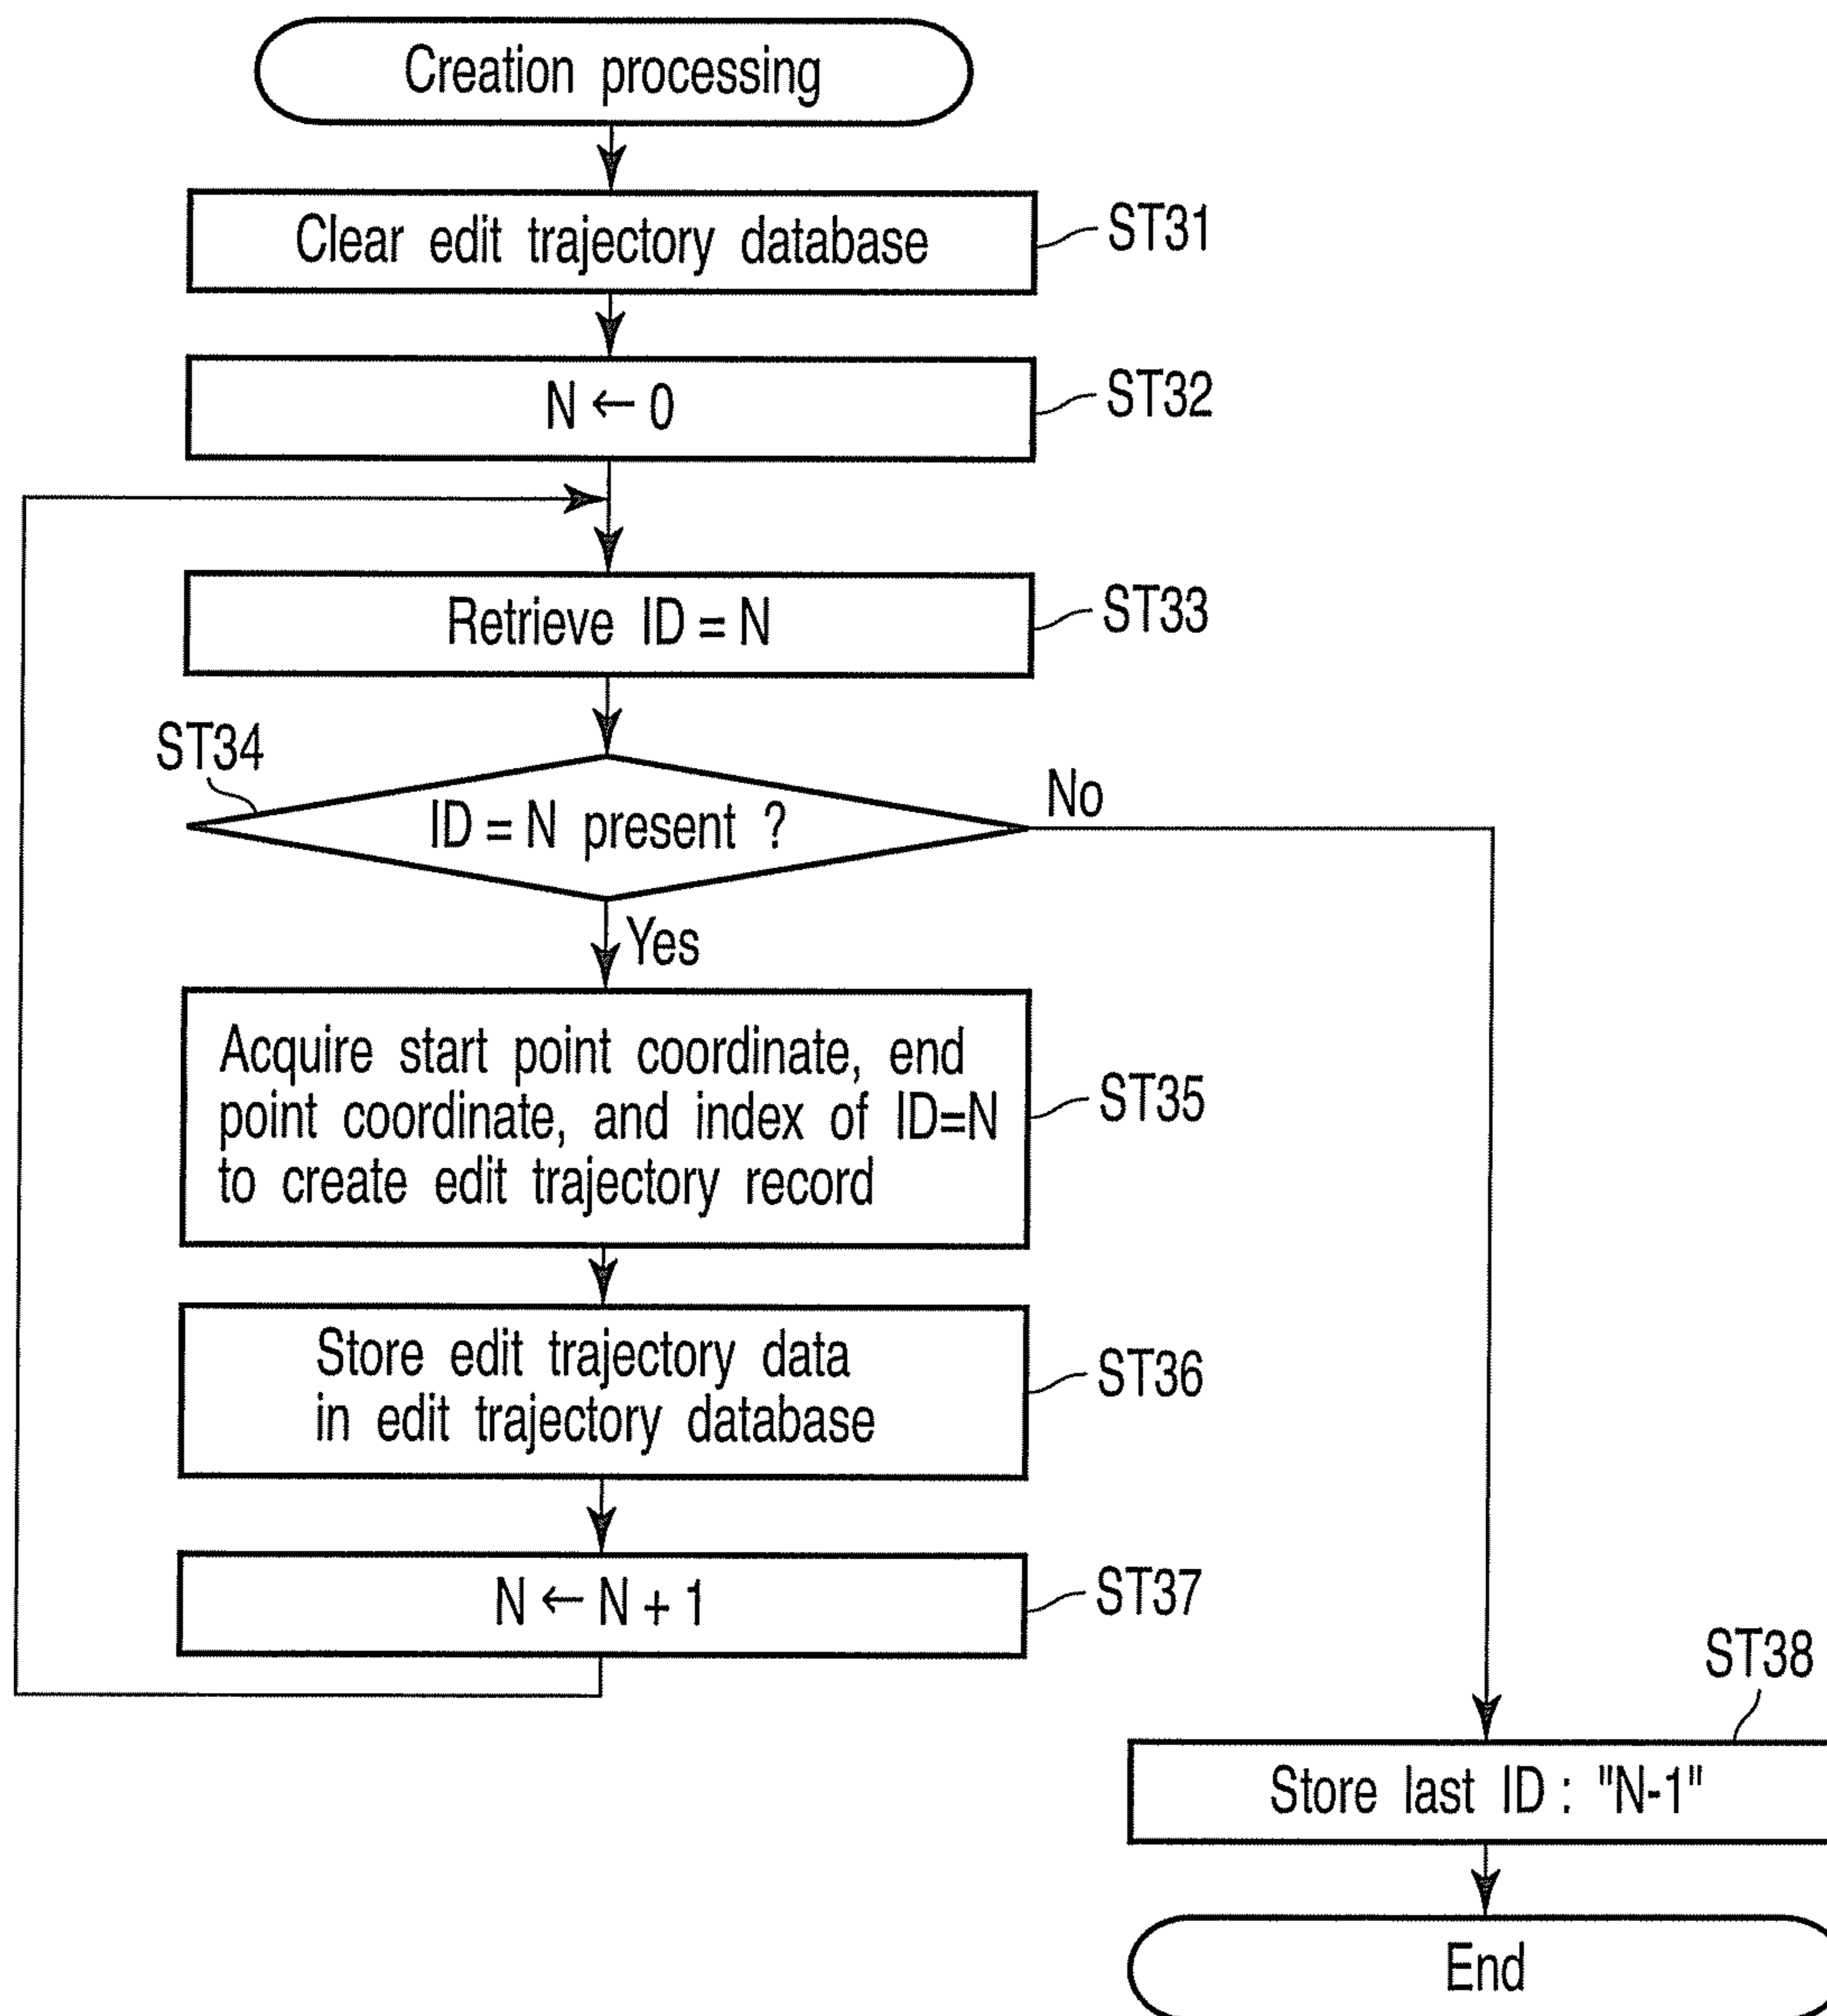 Creation processing
Clear edit trajectory database
ST31
N ← 0
ST32
Retrieve ID = N
ST33
ST34
ID = N present ?
No
Yes
Acquire start point coordinate, end
point coordinate, and index of ID=N
to create edit trajectory record
ST35
Store edit trajectory data
in edit trajectory database
ST36
N ← N + 1
ST37
ST38
Store last ID : "N-1"
End